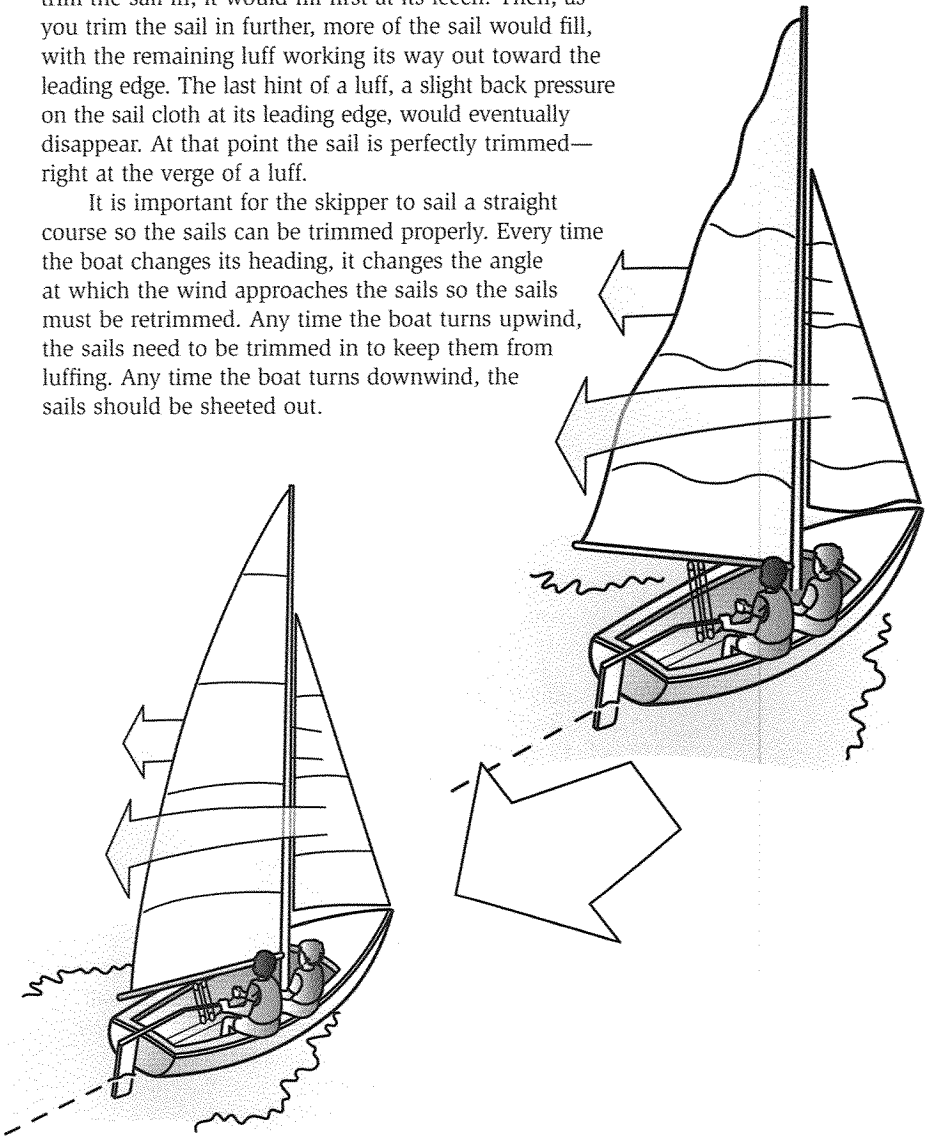 trim the sail in, it would fill first at its leech. Then, as
you trim the sail in further, more of the sail would fill,
with the remaining luff working its way out toward the
leading edge. The last hint of a luff, a slight back pressure
on the sail cloth at its leading edge, would eventually
disappear. At that point the sail is perfectly trimmed—
right at the verge of a luff.
It is important for the skipper to sail a straight
course so the sails can be trimmed properly. Every time
the boat changes its heading, it changes the angle
at which the wind approaches the sails so the sails
must be retrimmed. Any time the boat turns upwind,
the sails need to be trimmed in to keep them from
luffing. Any time the boat turns downwind, the
sails should be sheeted out.